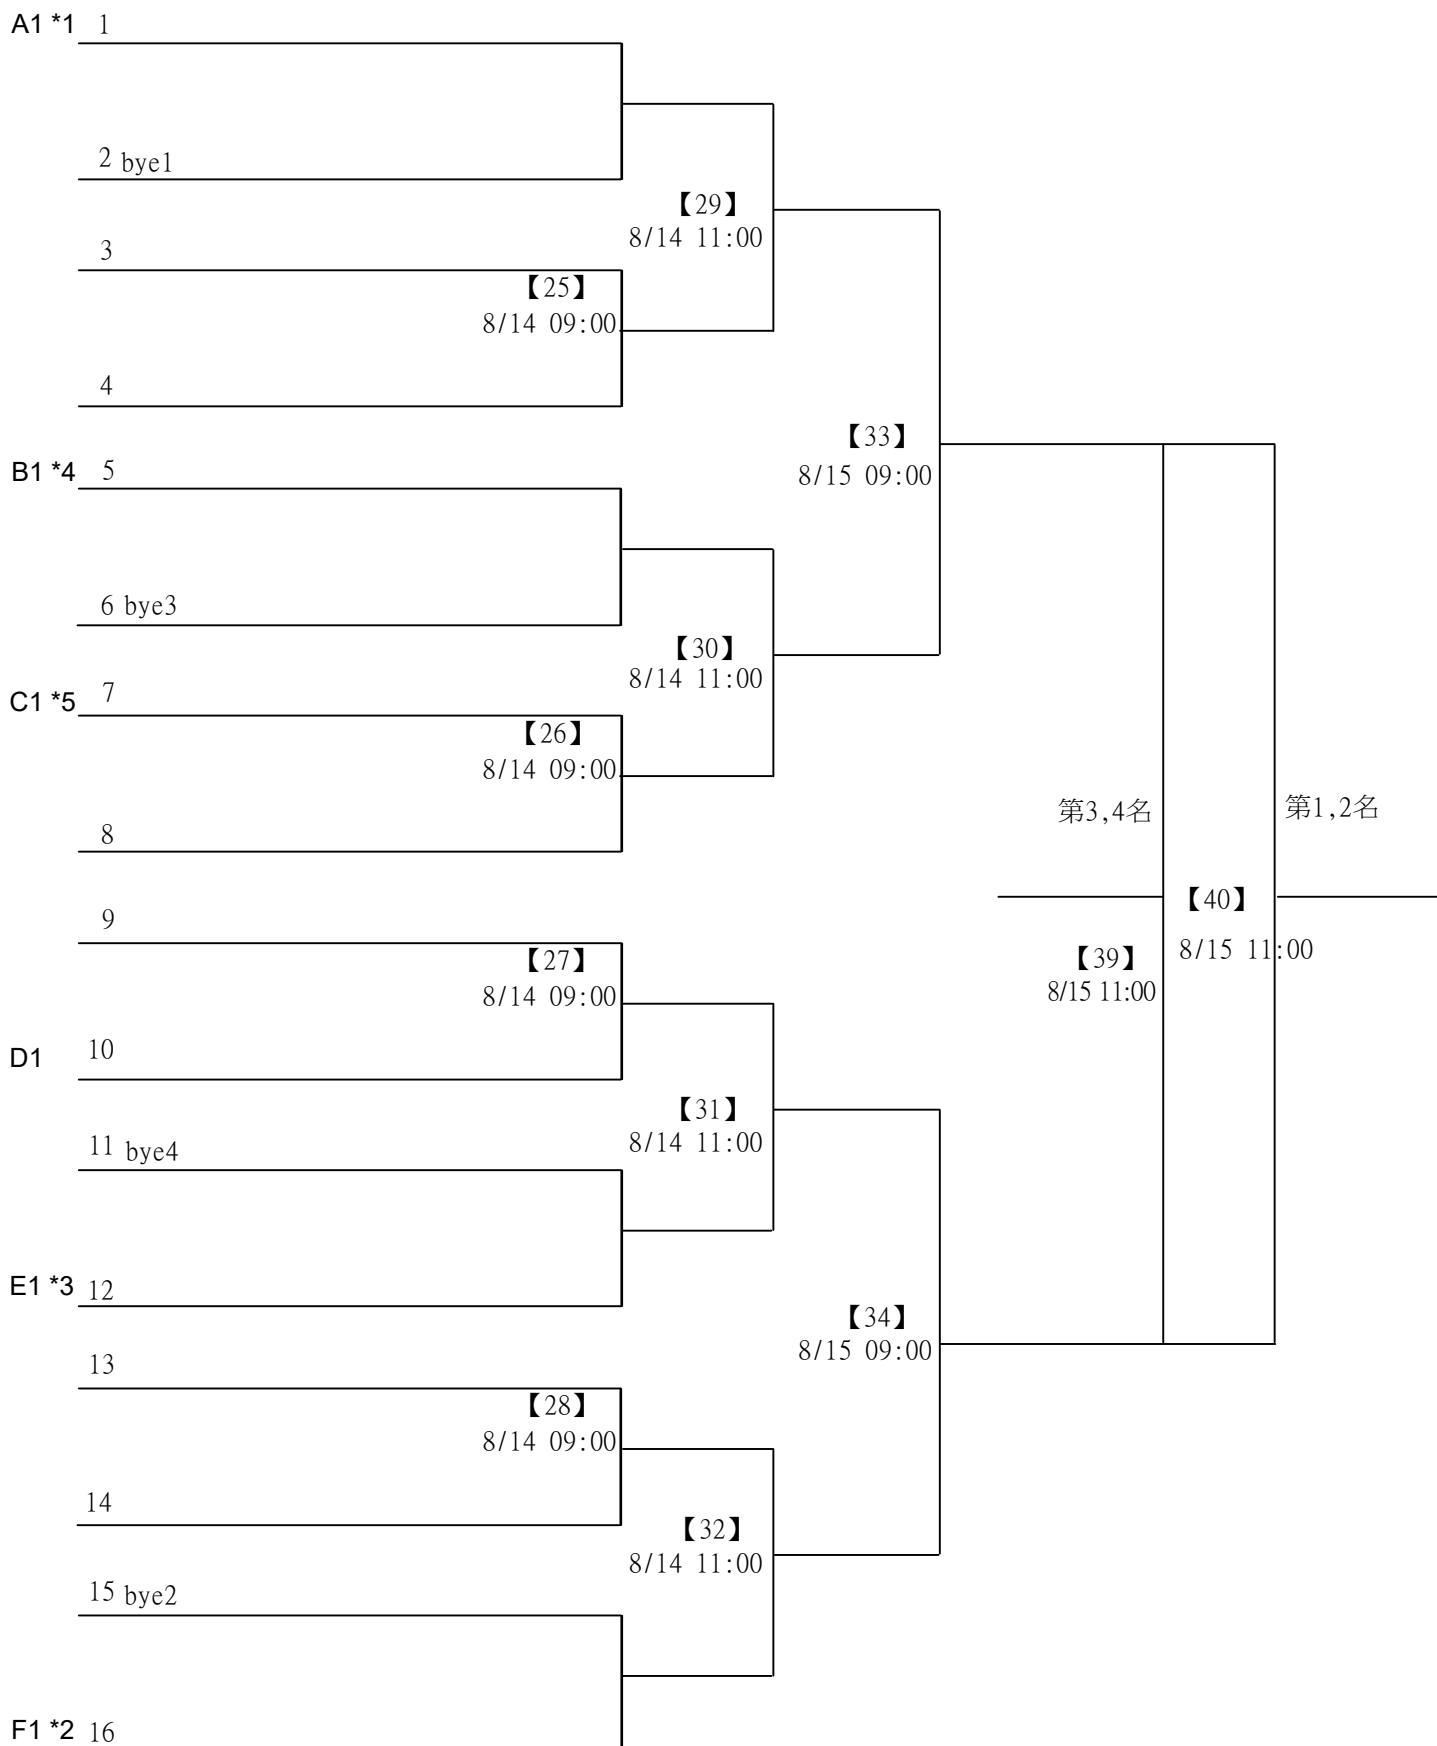 A1 *1 1
2 bye1
【29】
8/14 11:00
3
【25】
8/14 09:00
4
【33】
8/15 09:00
B1 *4 5
6 bye3
【30】
8/14 11:00
C1 *5 7
【26】
8/14 09:00
8
第3,4名
第1,2名
9
【40】
8/15 11:00
【39】
8/15 11:00
【27】
8/14 09:00
D1 10
【31】
8/14 11:00
11 bye4
E1 *3 12
【34】
8/15 09:00
13
【28】
8/14 09:00
14
【32】
8/14 11:00
15 bye2
F1 *2 16